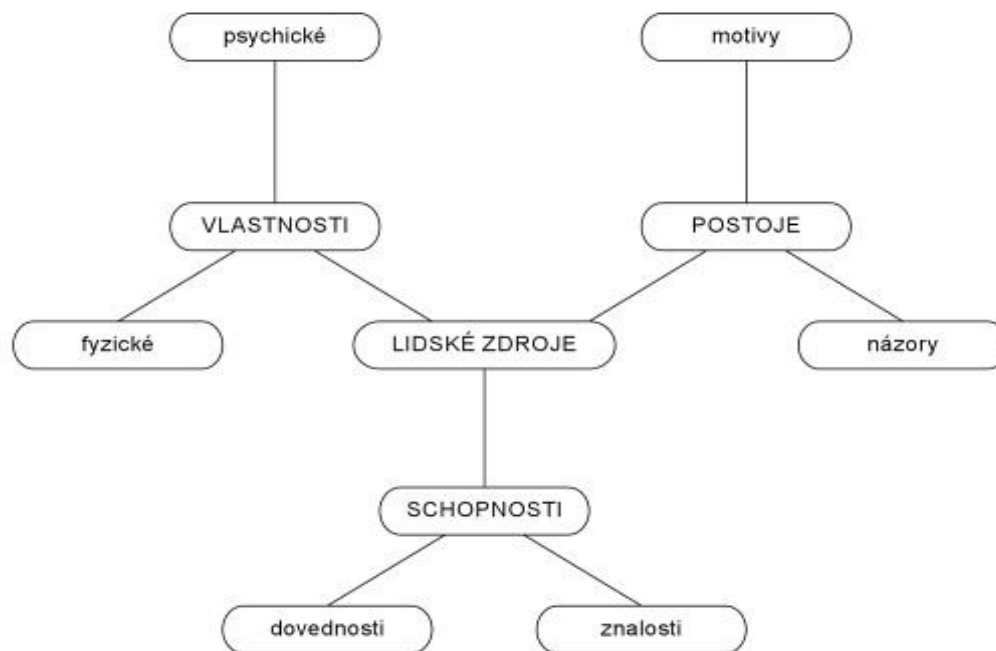 psychické
motivy
VLASTNOSTI
POSTOJE
fyzické
LIDSKÉ ZDROJE
názory
SCHOPNOSTI
dovednosti
znalosti